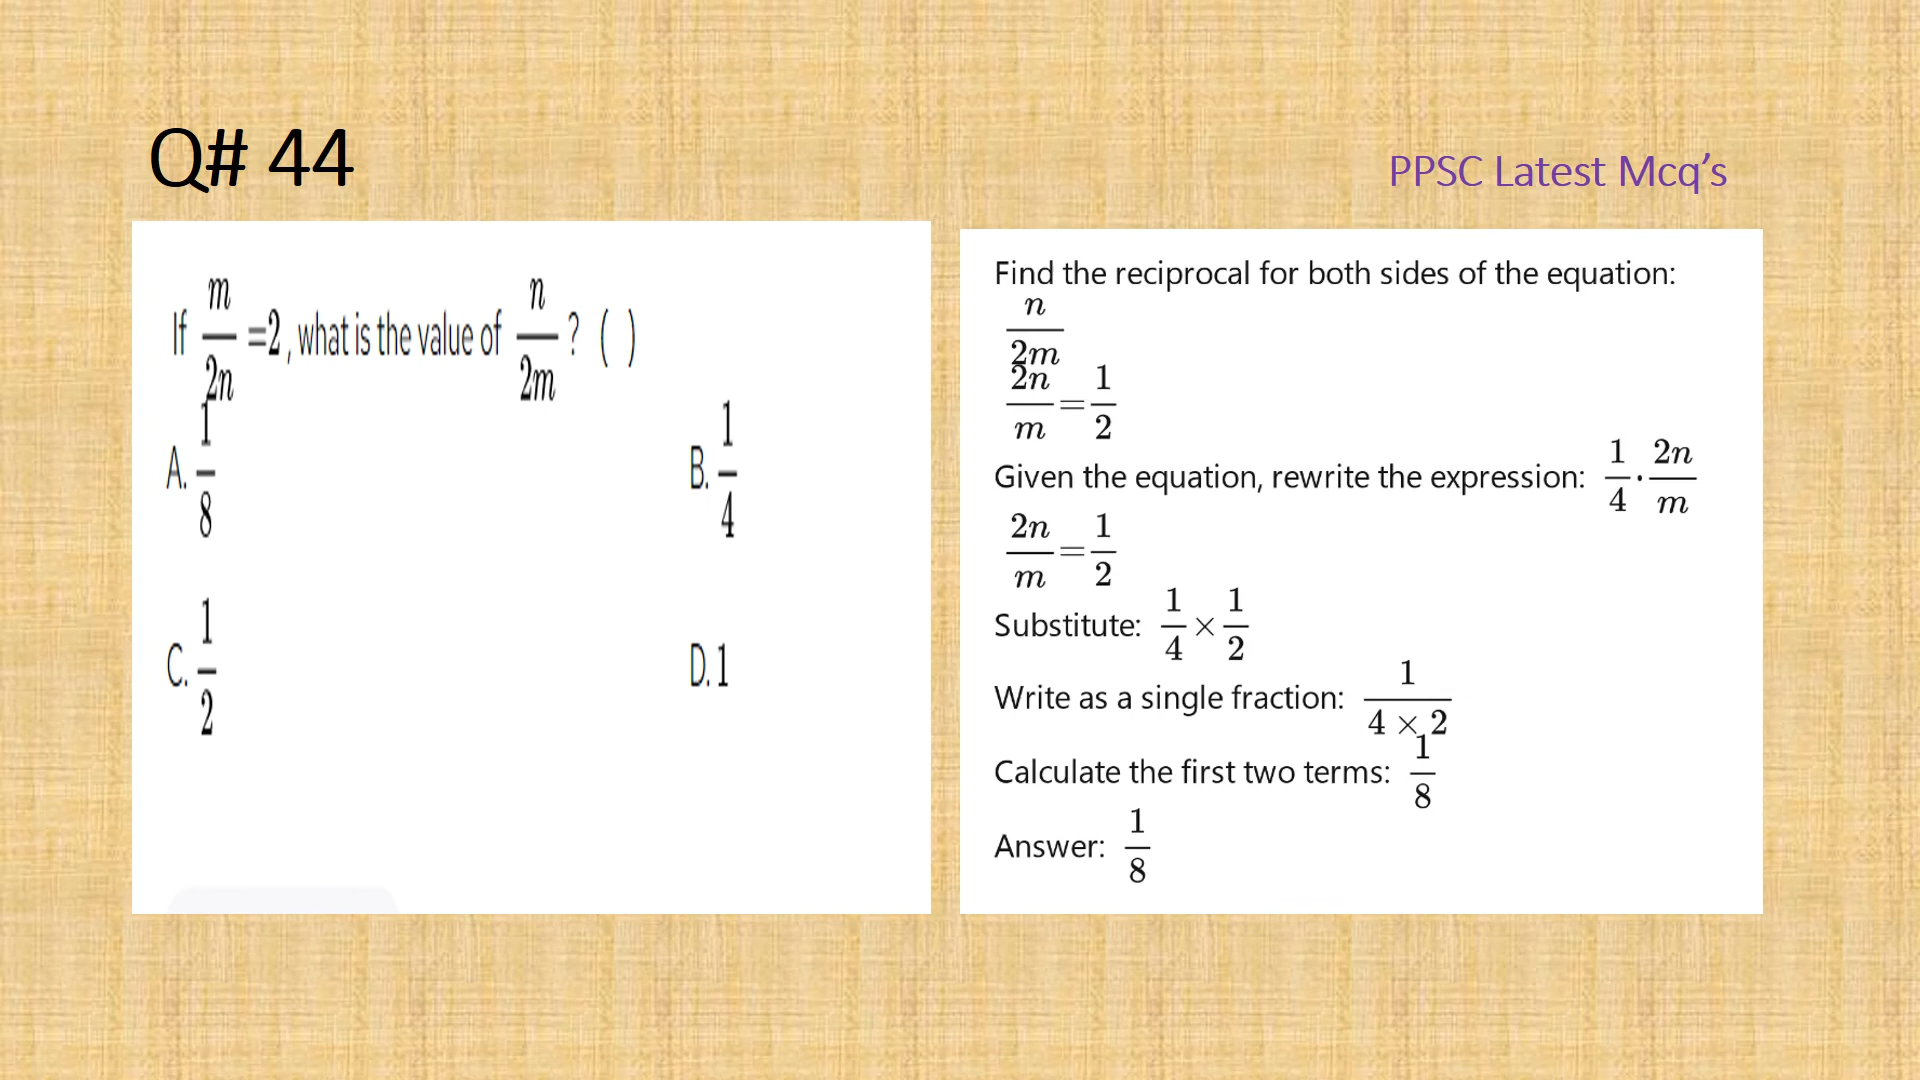 Q# 44
PPSC Latest Mcq's
If m/2n =2, what is the value of n/2m ? ( )
A. 1/8
B. 1/4
C. 1/2
D. 1
Find the reciprocal for both sides of the equation:
n/2m
2n/m = 1/2
Given the equation, rewrite the expression: 1/4 · 2n/m
2n/m = 1/2
Substitute: 1/4 × 1/2
Write as a single fraction: 1/4 × 2
Calculate the first two terms: 1/8
Answer: 1/8